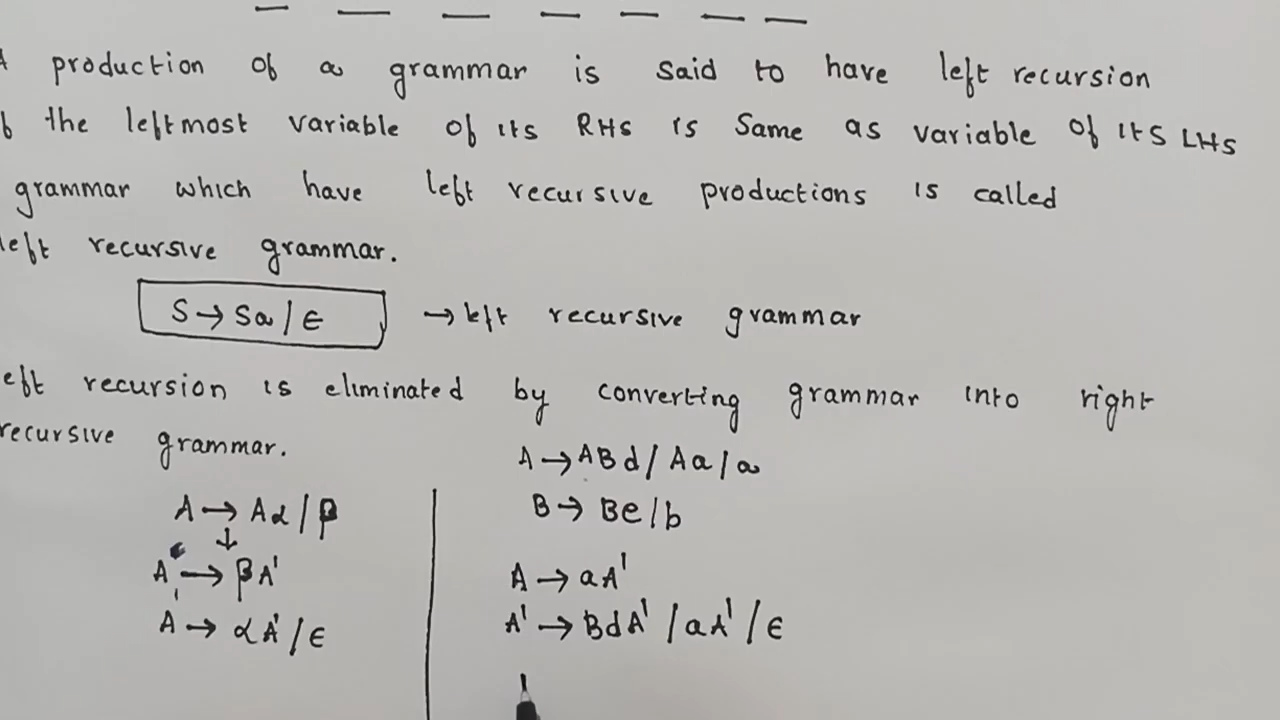 A production of a grammar is said to have left recursion
the leftmost variable of its RHS is same as variable of its LHS
grammar which have left recursive productions is called
left recursive grammar.
S → Sa / ϵ → left recursive grammar
left recursion is eliminated by converting grammar into right
recursive grammar.
A → Aα / β
↓
A → βA'
A' → αA' / ϵ
A → ABd / Aa / a
B → Be / b
A → aA'
A' → BdA' / aA' / ϵ